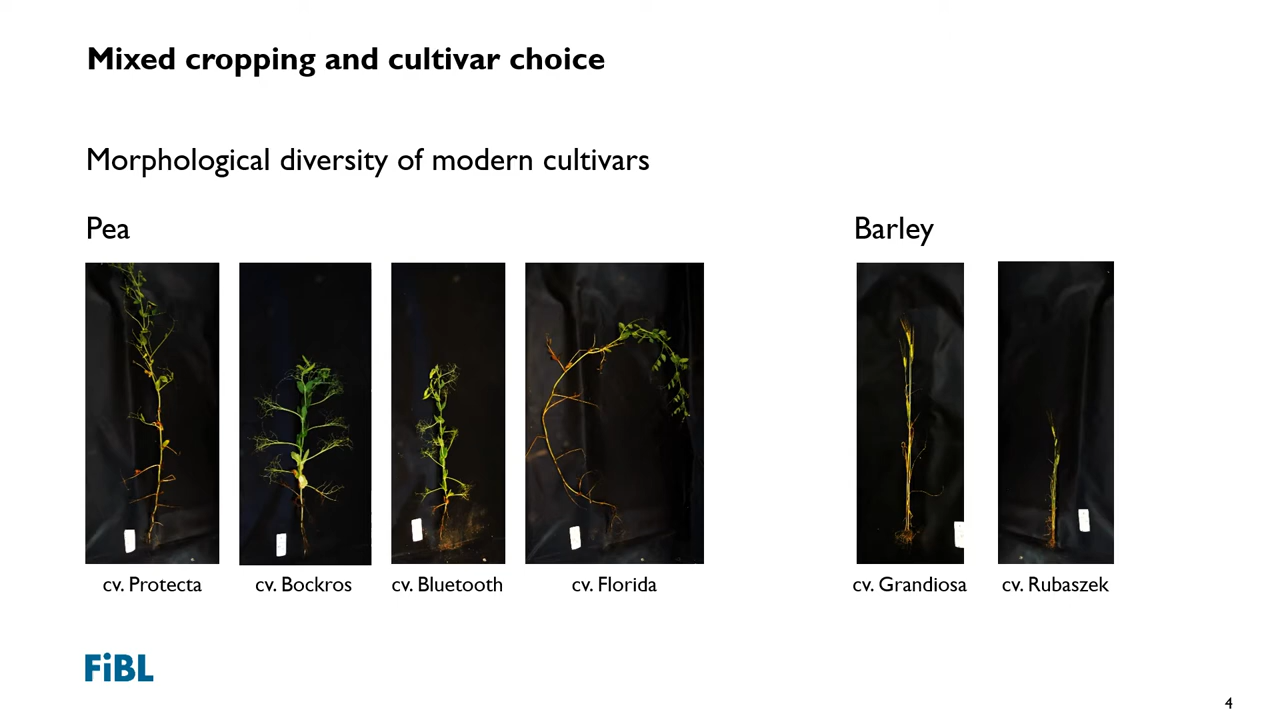 Mixed cropping and cultivar choice
Morphological diversity of modern cultivars
Pea
Barley
cv. Protecta
cv. Bockros
cv. Bluetooth
cv. Florida
cv. Grandiosa
cv. Rubaszek
FiBL
4